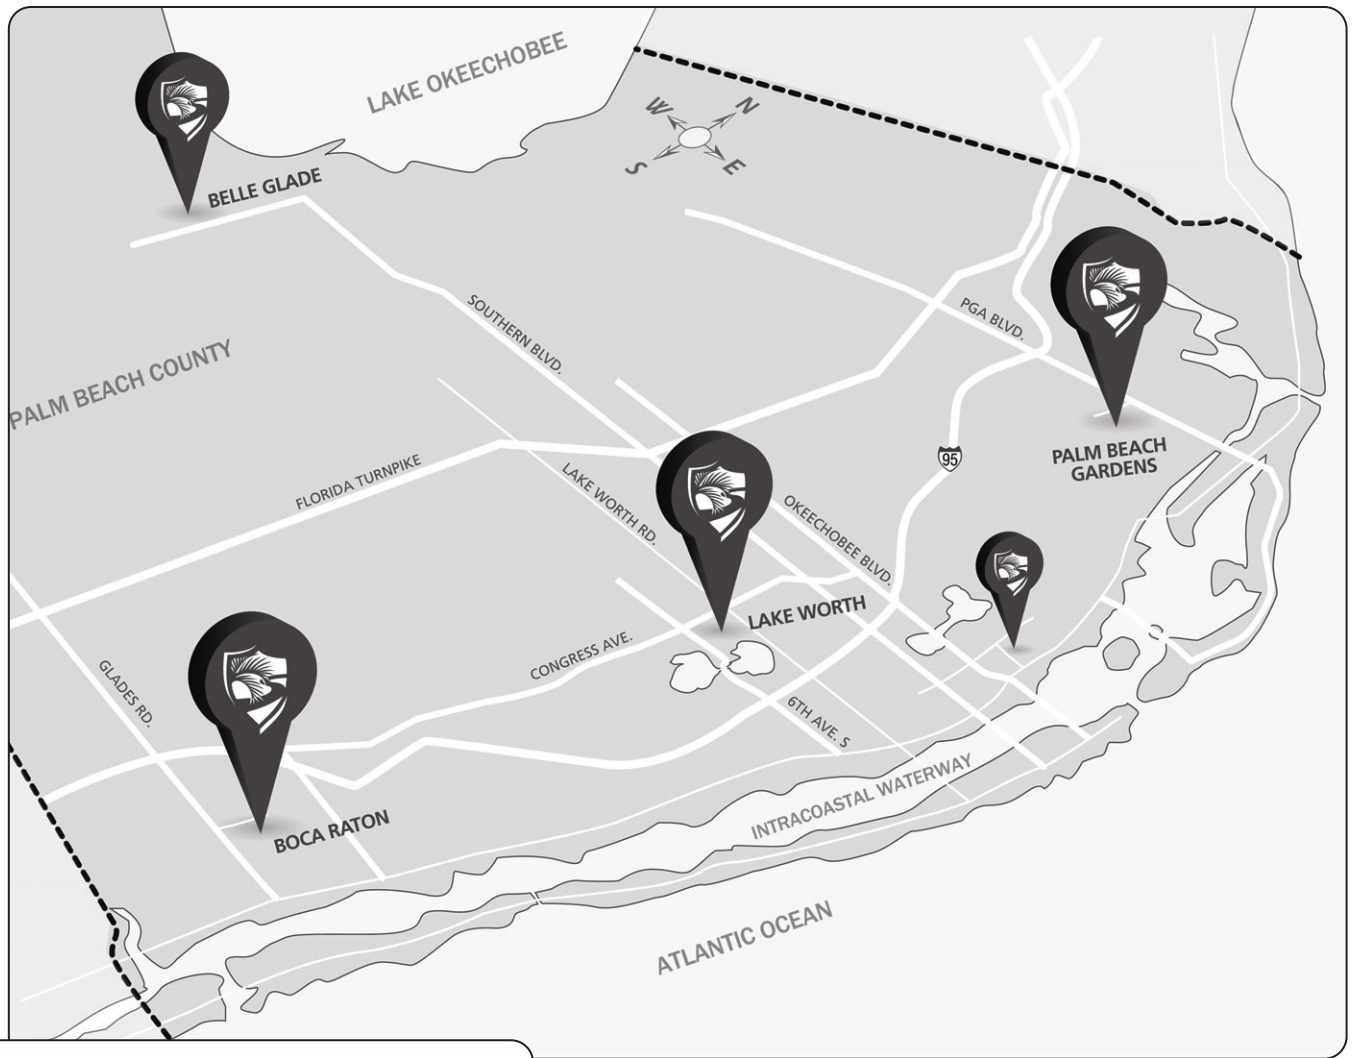 LAKE OKEECHOBEE
W
N
S
E
BELLE GLADE
SOUTHERN BLVD.
PGA BLVD.
PALM BEACH COUNTY
95
PALM BEACH
GARDENS
FLORIDA TURNPIKE
LAKE WORTH RD.
OKEECHOBEE BLVD.
LAKE WORTH
CONGRESS AVE.
GLADES RD.
6TH AVE. S
INTRACOASTAL WATERWAY
BOCA RATON
ATLANTIC OCEAN